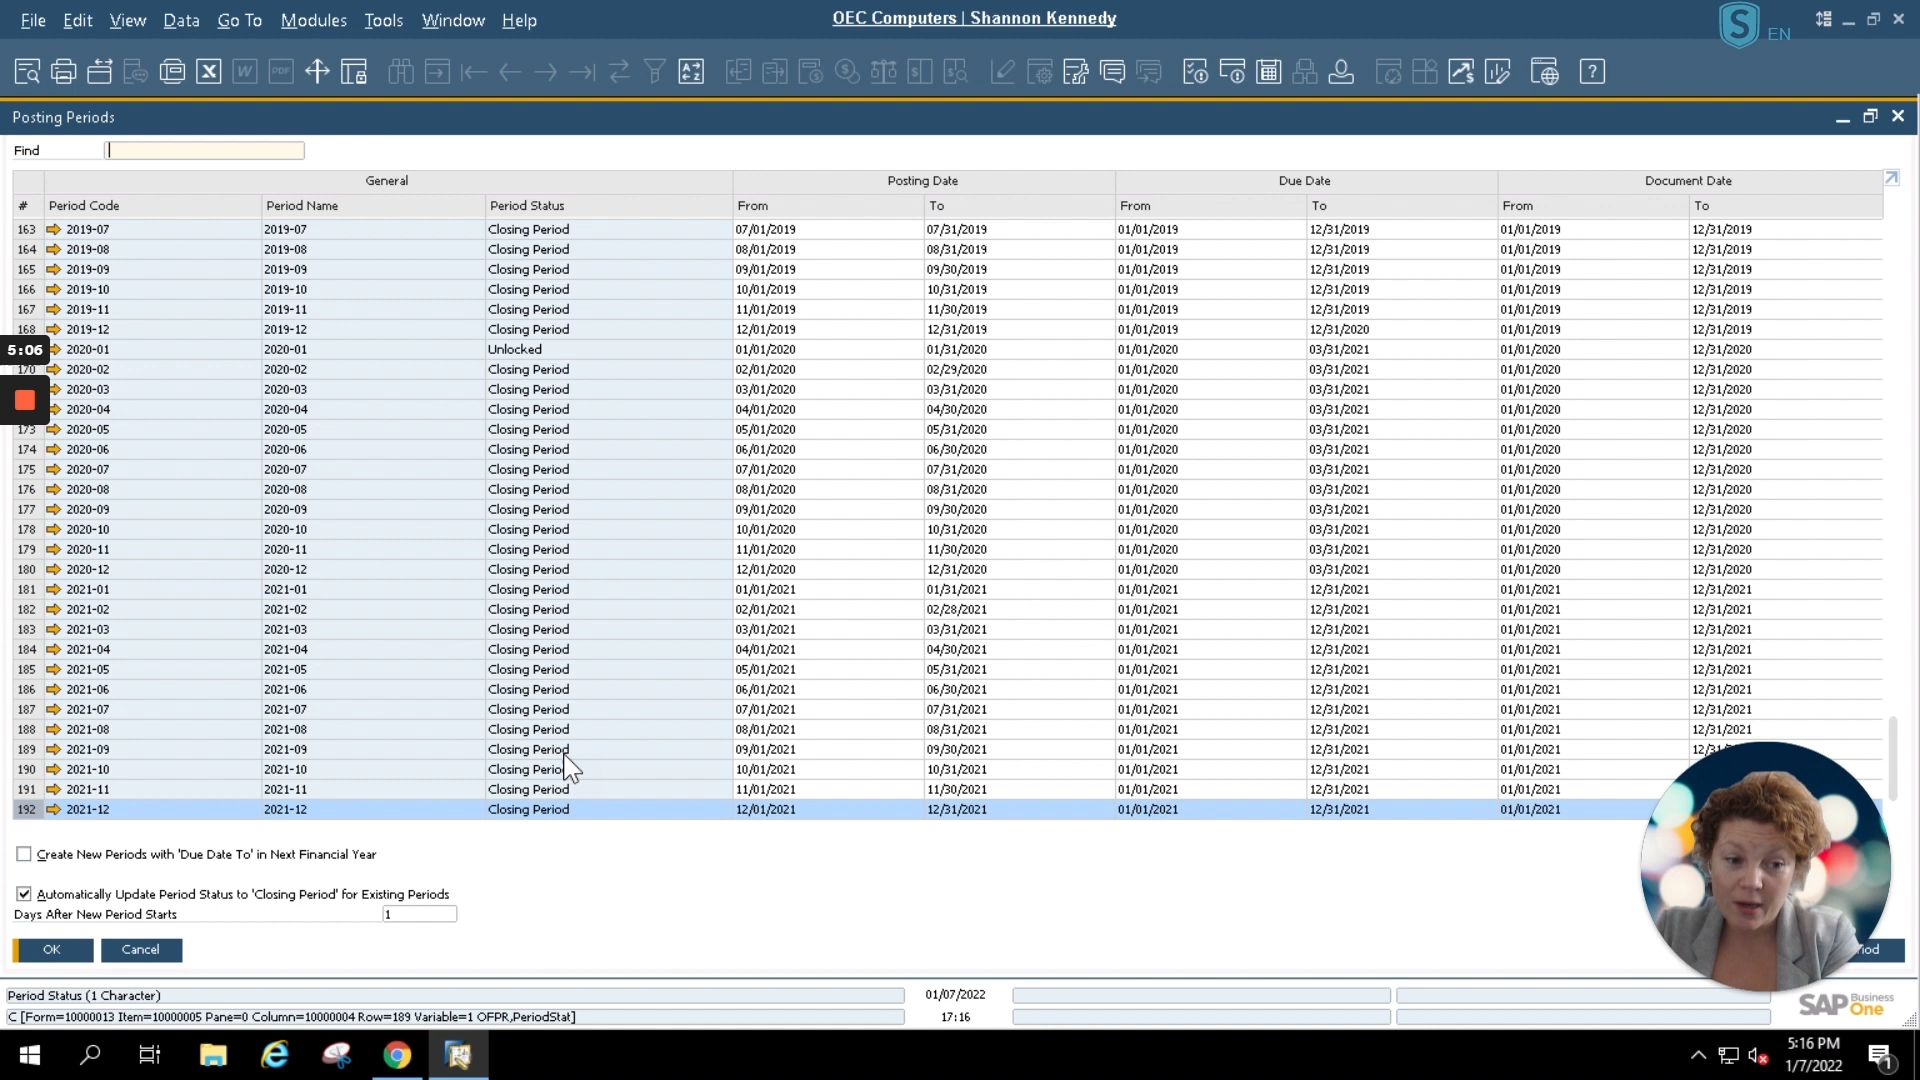 File Edit View Data Go To Modules Tools Window Help
OEC Computers | Shannon Kennedy
S EN
Posting Periods
Find
General Posting Date Due Date Document Date
# Period Code Period Name Period Status From To From To From To
163 2019-07 2019-07 Closing Period 07/01/2019 07/31/2019 01/01/2019 12/31/2019 01/01/2019 12/31/2019
164 2019-08 2019-08 Closing Period 08/01/2019 08/31/2019 01/01/2019 12/31/2019 01/01/2019 12/31/2019
165 2019-09 2019-09 Closing Period 09/01/2019 09/30/2019 01/01/2019 12/31/2019 01/01/2019 12/31/2019
166 2019-10 2019-10 Closing Period 10/01/2019 10/31/2019 01/01/2019 12/31/2019 01/01/2019 12/31/2019
167 2019-11 2019-11 Closing Period 11/01/2019 11/30/2019 01/01/2019 12/31/2019 01/01/2019 12/31/2019
168 2019-12 2019-12 Closing Period 12/01/2019 12/31/2019 01/01/2019 12/31/2020 01/01/2019 12/31/2019
5:06 2020-01 2020-01 Unlocked 01/01/2020 01/31/2020 01/01/2020 03/31/2021 01/01/2020 12/31/2020
170 2020-02 2020-02 Closing Period 02/01/2020 02/29/2020 01/01/2020 03/31/2021 01/01/2020 12/31/2020
2020-03 2020-03 Closing Period 03/01/2020 03/31/2020 01/01/2020 03/31/2021 01/01/2020 12/31/2020
2020-04 2020-04 Closing Period 04/01/2020 04/30/2020 01/01/2020 03/31/2021 01/01/2020 12/31/2020
173 2020-05 2020-05 Closing Period 05/01/2020 05/31/2020 01/01/2020 03/31/2021 01/01/2020 12/31/2020
174 2020-06 2020-06 Closing Period 06/01/2020 06/30/2020 01/01/2020 03/31/2021 01/01/2020 12/31/2020
175 2020-07 2020-07 Closing Period 07/01/2020 07/31/2020 01/01/2020 03/31/2021 01/01/2020 12/31/2020
176 2020-08 2020-08 Closing Period 08/01/2020 08/31/2020 01/01/2020 03/31/2021 01/01/2020 12/31/2020
177 2020-09 2020-09 Closing Period 09/01/2020 09/30/2020 01/01/2020 03/31/2021 01/01/2020 12/31/2020
178 2020-10 2020-10 Closing Period 10/01/2020 10/31/2020 01/01/2020 03/31/2021 01/01/2020 12/31/2020
179 2020-11 2020-11 Closing Period 11/01/2020 11/30/2020 01/01/2020 03/31/2021 01/01/2020 12/31/2020
180 2020-12 2020-12 Closing Period 12/01/2020 12/31/2020 01/01/2020 03/31/2021 01/01/2020 12/31/2020
181 2021-01 2021-01 Closing Period 01/01/2021 01/31/2021 01/01/2021 12/31/2021 01/01/2021 12/31/2021
182 2021-02 2021-02 Closing Period 02/01/2021 02/28/2021 01/01/2021 12/31/2021 01/01/2021 12/31/2021
183 2021-03 2021-03 Closing Period 03/01/2021 03/31/2021 01/01/2021 12/31/2021 01/01/2021 12/31/2021
184 2021-04 2021-04 Closing Period 04/01/2021 04/30/2021 01/01/2021 12/31/2021 01/01/2021 12/31/2021
185 2021-05 2021-05 Closing Period 05/01/2021 05/31/2021 01/01/2021 12/31/2021 01/01/2021 12/31/2021
186 2021-06 2021-06 Closing Period 06/01/2021 06/30/2021 01/01/2021 12/31/2021 01/01/2021 12/31/2021
187 2021-07 2021-07 Closing Period 07/01/2021 07/31/2021 01/01/2021 12/31/2021 01/01/2021 12/31/2021
188 2021-08 2021-08 Closing Period 08/01/2021 08/31/2021 01/01/2021 12/31/2021 01/01/2021 12/31/2021
189 2021-09 2021-09 Closing Period 09/01/2021 09/30/2021 01/01/2021 12/31/2021 01/01/2021
190 2021-10 2021-10 Closing Period 10/01/2021 10/31/2021 01/01/2021 12/31/2021 01/01/2021
191 2021-11 2021-11 Closing Period 11/01/2021 11/30/2021 01/01/2021 12/31/2021 01/01/2021
192 2021-12 2021-12 Closing Period 12/01/2021 12/31/2021 01/01/2021 12/31/2021 01/01/2021
Create New Periods with 'Due Date To' in Next Financial Year
Automatically Update Period Status to 'Closing Period' for Existing Periods
Days After New Period Starts 1
OK Cancel
Period Status (1 Character) 01/07/2022
C [Form=10000013 Item=10000005 Pane=0 Column=10000004 Row=189 Variable=1 OFPR,PeriodStat] 17:16
SAP Business One
5:16 PM
1/7/2022
1